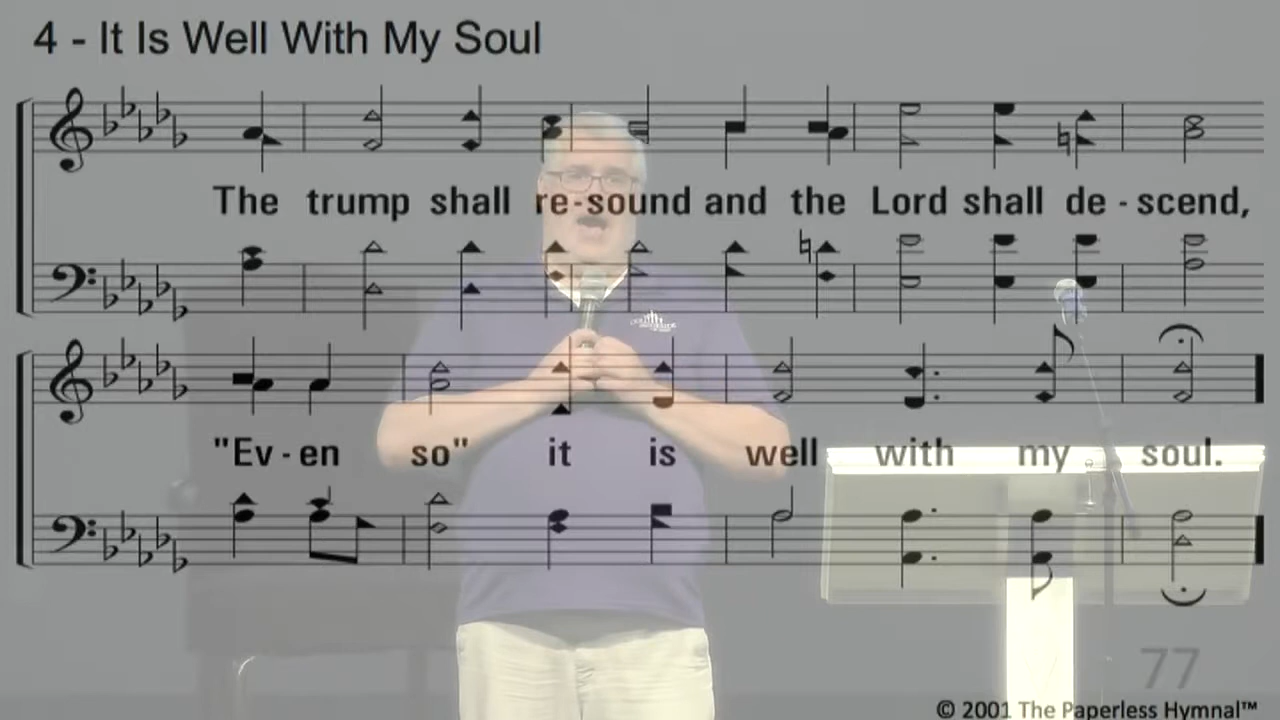 4 - It Is Well With My Soul
The trump shall re-sound and the Lord shall de - scend,
"Ev - en so" it is well with my soul.
77
© 2001 The Paperless Hymnal™